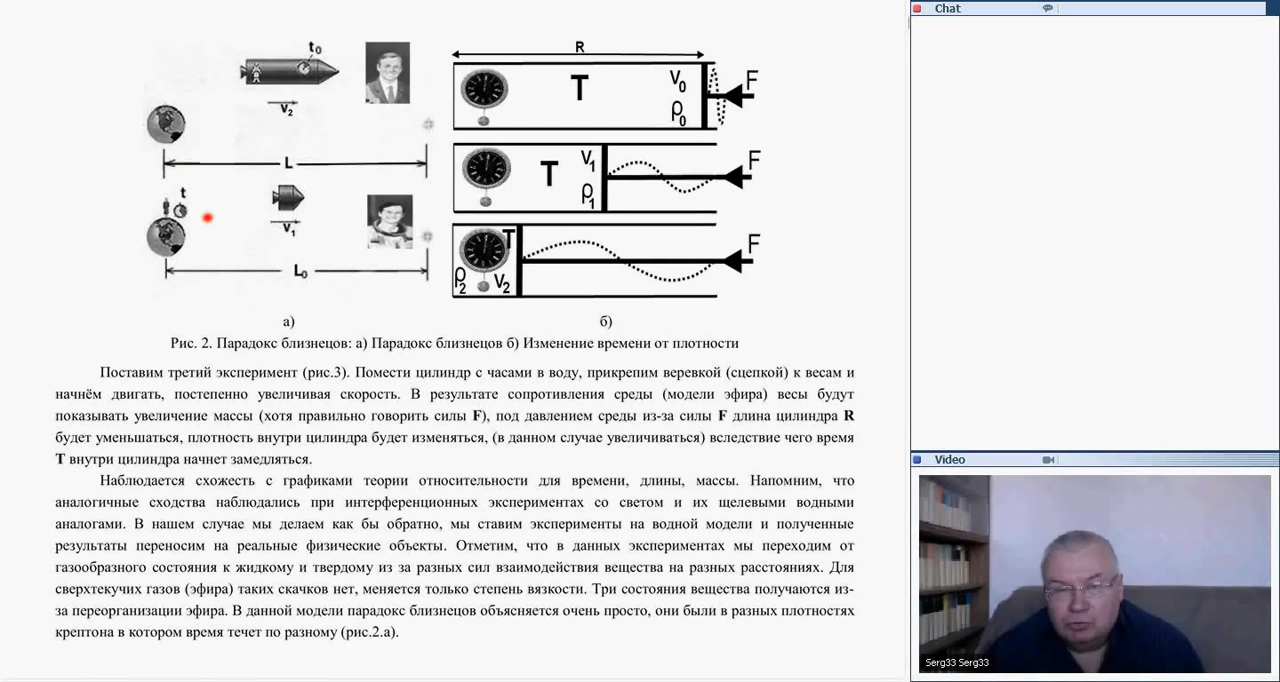 Chat
t₀
R
T
V₀
F
ρ₀
V₂
L
T
V₁
F
ρ₁
t
V₁
T
F
ρ₂
V₂
L₀
а)
б)
Рис. 2. Парадокс близнецов: а) Парадокс близнецов б) Изменение времени от плотности
Поставим третий эксперимент (рис.3). Помести цилиндр с часами в воду, прикрепим веревкой (сцепкой) к весам и
начнём двигать, постепенно увеличивая скорость. В результате сопротивления среды (модели эфира) весы будут
показывать увеличение массы (хотя правильно говорить силы F), под давлением среды из-за силы F длина цилиндра R
будет уменьшаться, плотность внутри цилиндра будет изменяться, (в данном случае увеличиваться) вследствие чего время
T внутри цилиндра начнет замедляться.
Наблюдается схожесть с графиками теории относительности для времени, длины, массы. Напомним, что
аналогичные сходства наблюдались при интерференционных экспериментах со светом и их щелевыми водными
аналогами. В нашем случае мы делаем как бы обратно, мы ставим эксперименты на водной модели и полученные
результаты переносим на реальные физические объекты. Отметим, что в данных экспериментах мы переходим от
газообразного состояния к жидкому и твердому из за разных сил взаимодействия вещества на разных расстояниях. Для
сверхтекучих газов (эфира) таких скачков нет, меняется только степень вязкости. Три состояния вещества получаются из-
за переорганизации эфира. В данной модели парадокс близнецов объясняется очень просто, они были в разных плотностях
крептона в котором время течет по разному (рис.2.а).
Video
Serg33 Serg33